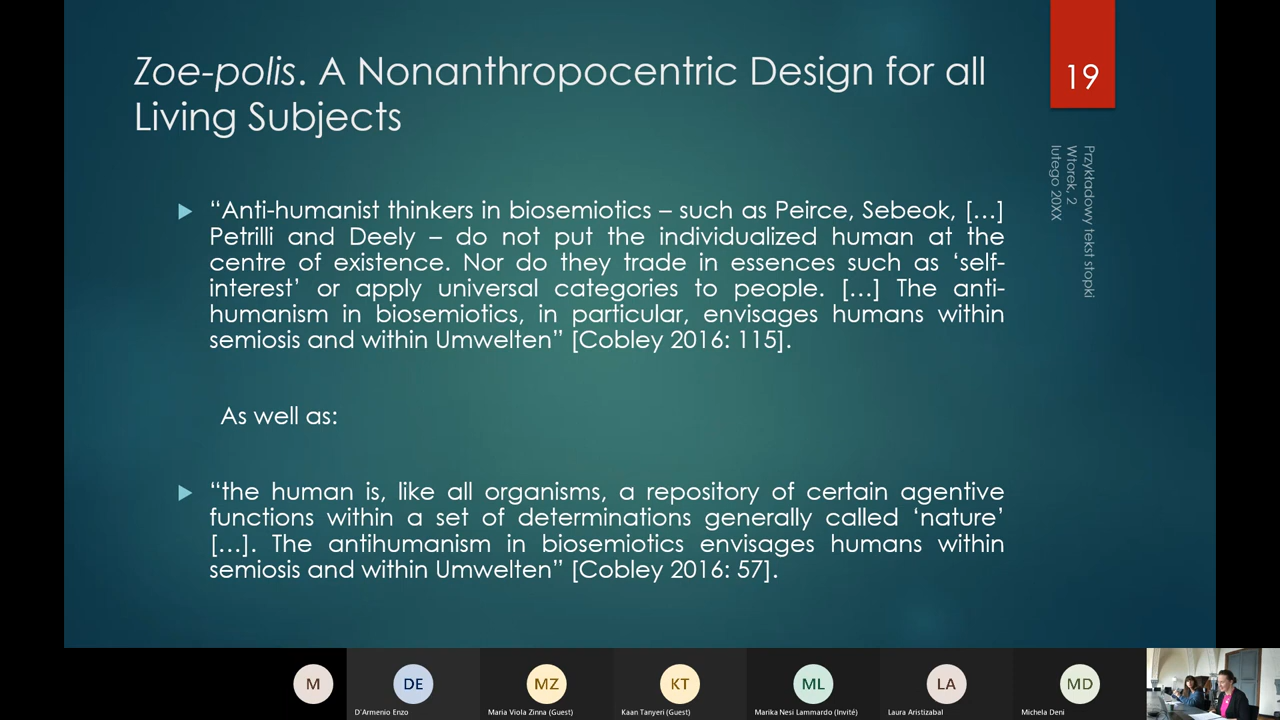 Zoe-polis. A Nonanthropocentric Design for all
Living Subjects
19
Przykładowy tekst stopki
Wtorek, 2
lutego 20XX
“Anti-humanist thinkers in biosemiotics – such as Peirce, Sebeok, […]
Petrilli and Deely – do not put the individualized human at the
centre of existence. Nor do they trade in essences such as ‘self-
interest’ or apply universal categories to people. […] The anti-
humanism in biosemiotics, in particular, envisages humans within
semiosis and within Umwelten” [Cobley 2016: 115].
As well as:
“the human is, like all organisms, a repository of certain agentive
functions within a set of determinations generally called ‘nature’
[…]. The antihumanism in biosemiotics envisages humans within
semiosis and within Umwelten” [Cobley 2016: 57].
M
DE
MZ
KT
ML
LA
MD
D'Armenio Enzo
Maria Viola Zinna (Guest)
Kaan Tanyeri (Guest)
Marika Nesi Lammardo (Invité)
Laura Aristizabal
Michela Deni